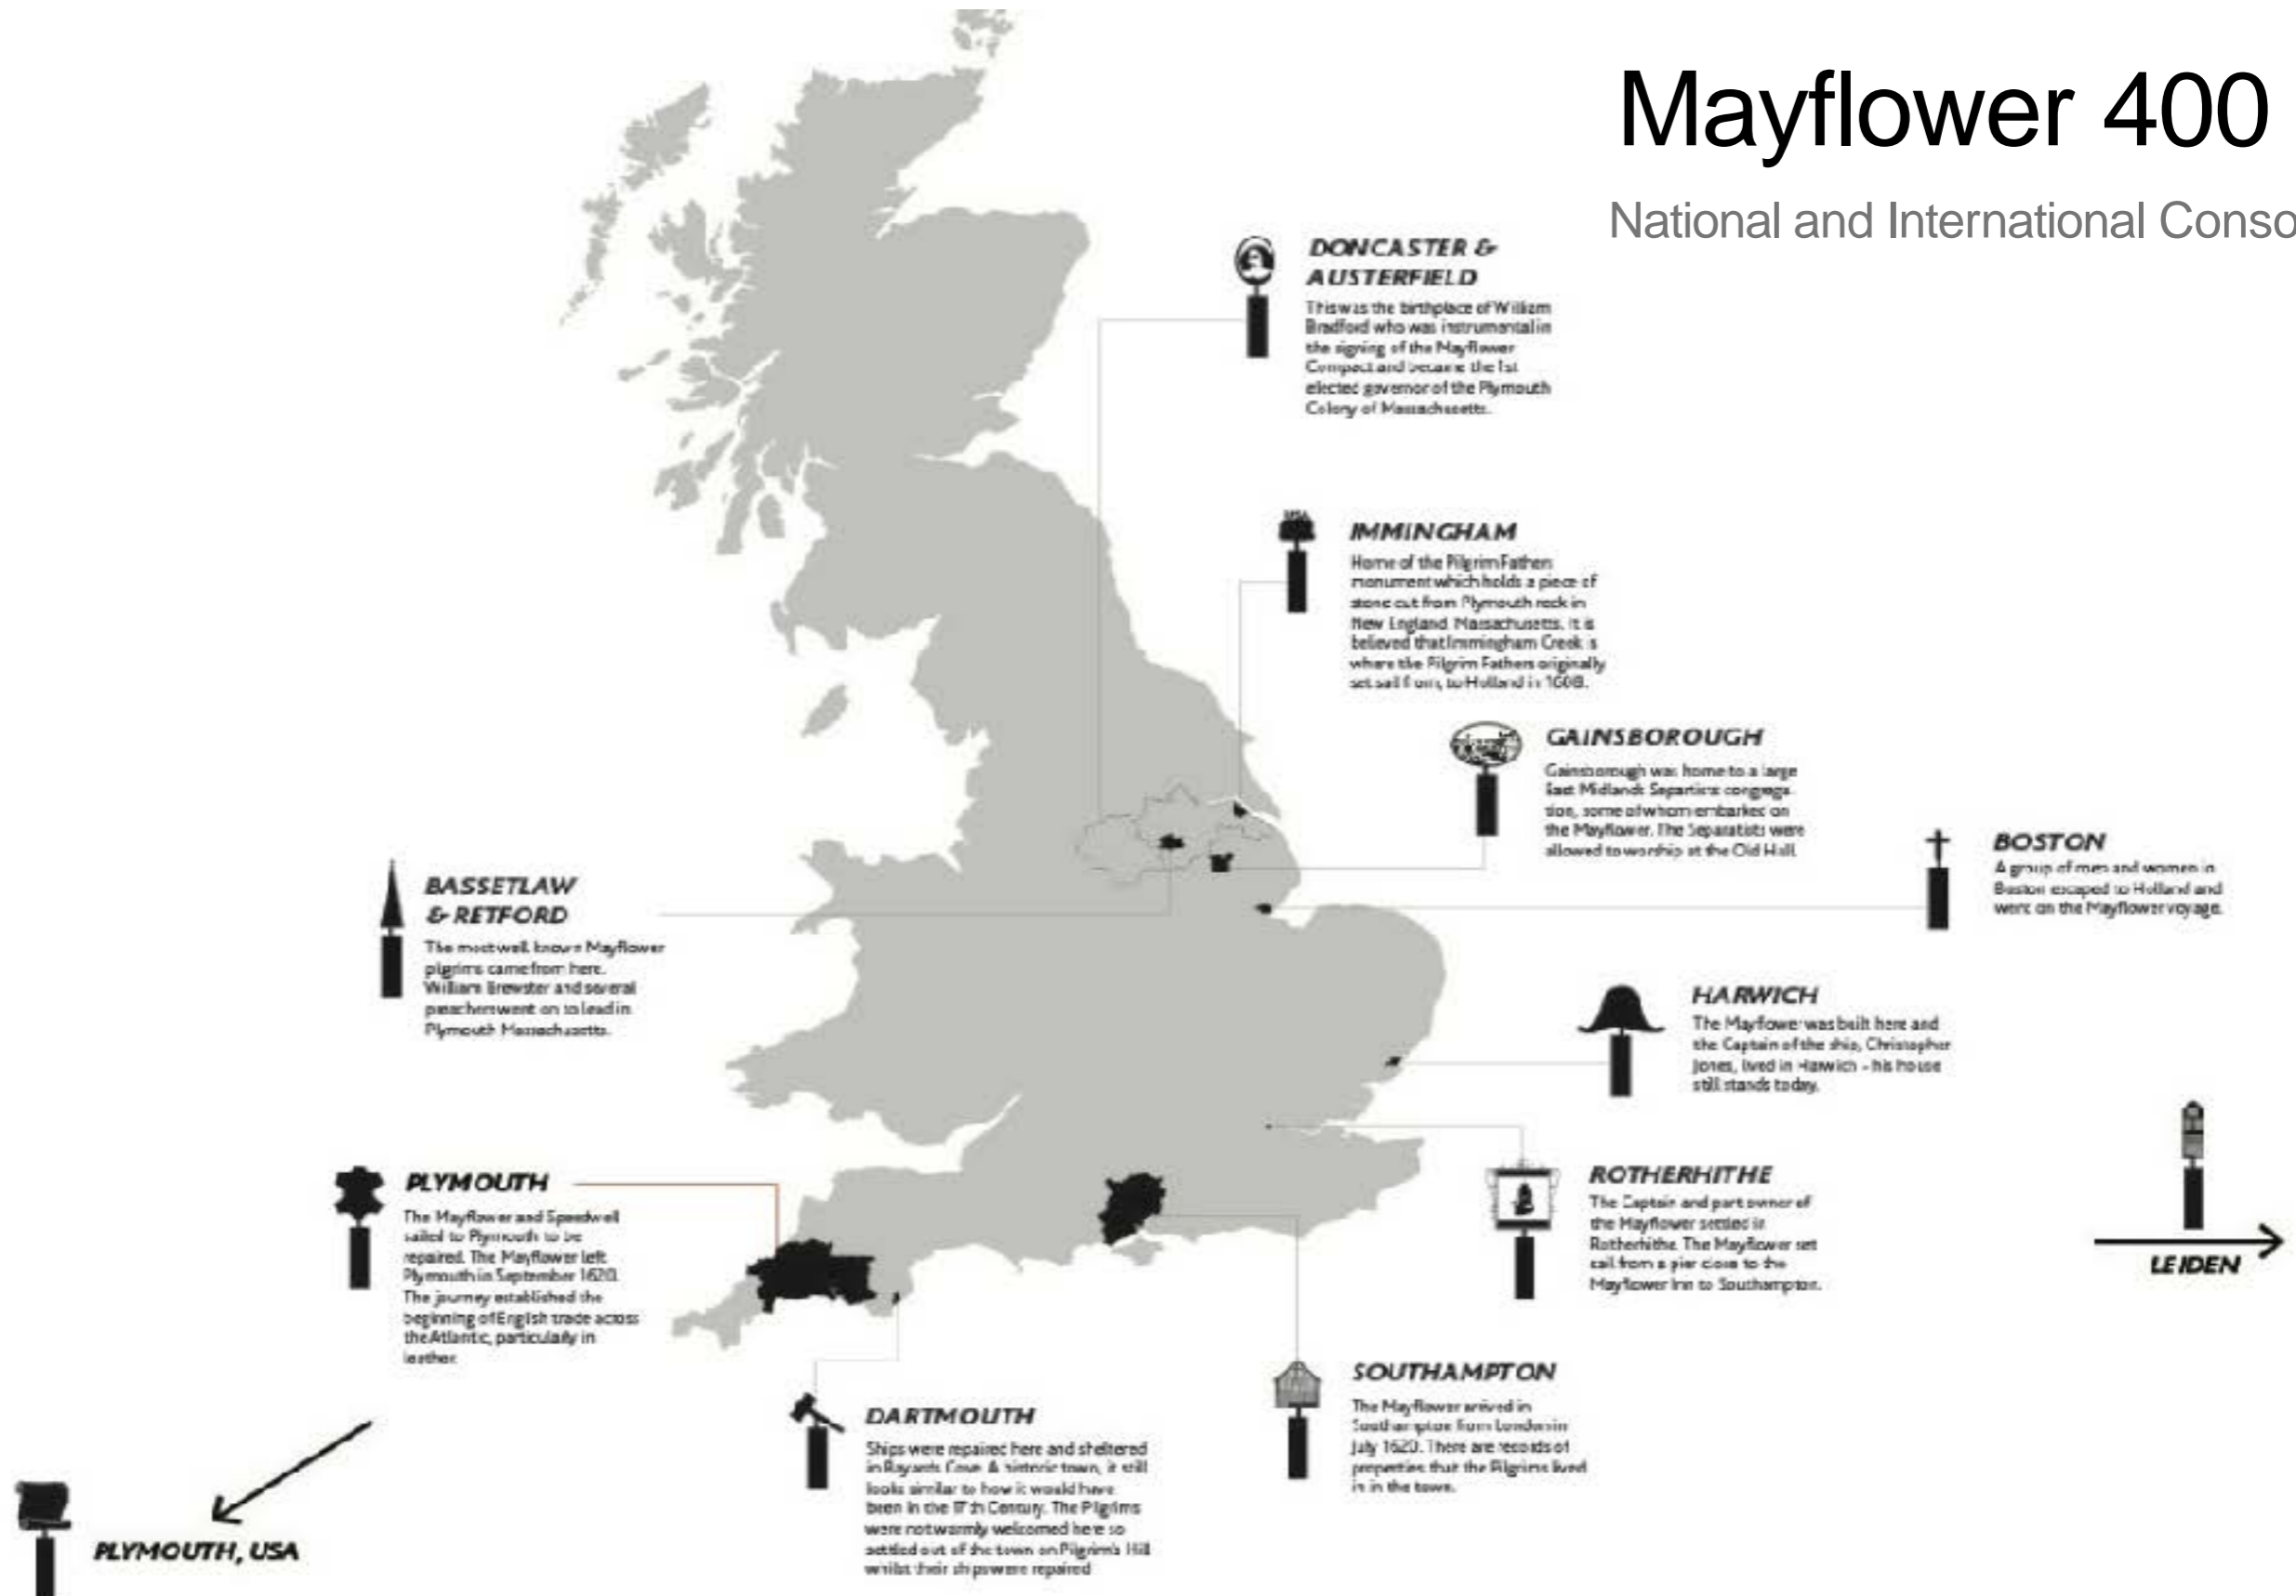 Mayflower 400
National and International Conso
DONCASTER &
AUSTERFIELD
This was the birthplace of William
Bradford who was instrumental in
the signing of the Mayflower
Compact and became the 1st
elected governor of the Plymouth
Colony of Massachusetts.
USA
IMMINGHAM
Home of the Pilgrim Fathers
monument which holds a piece of
stone cut from Plymouth rock in
New England, Massachusetts. It is
believed that Immingham Creek is
where the Pilgrim Fathers originally
set sail from, to Holland in 1608.
GAINSBOROUGH
Gainsborough was home to a large
East Midlands Separtists congrega-
tion, some of whom embarked on
the Mayflower. The Separatists were
allowed to worship at the Old Hall.
BOSTON
A group of men and women in
Boston escaped to Holland and
went on the Mayflower voyage.
BASSETLAW
& RETFORD
The most well known Mayflower
pilgrims came from here.
William Brewster and several
preachers went on to lead in
Plymouth Massachusetts.
HARWICH
The Mayflower was built here and
the Captain of the ship, Christopher
Jones, lived in Harwich - his house
still stands today.
PLYMOUTH
The Mayflower and Speedwell
sailed to Plymouth to be
repaired. The Mayflower left
Plymouth in September 1620.
The journey established the
beginning of English trade across
the Atlantic, particularly in
leather.
ROTHERHITHE
The Captain and part owner of
the Mayflower settled in
Rotherhithe. The Mayflower set
sail from a pier close to the
Mayflower Inn to Southampton.
LEIDEN
SOUTHAMPTON
The Mayflower arrived in
Southampton from London in
July 1620. There are records of
properties that the Pilgrims lived
in in the town.
DARTMOUTH
Ships were repaired here and sheltered
in Bayards Cove. A historic town, it still
looks similar to how it would have
been in the 17th Century. The Pilgrims
were not warmly welcomed here so
settled out of the town on Pilgrim's Hill
whilst their ships were repaired
PLYMOUTH, USA